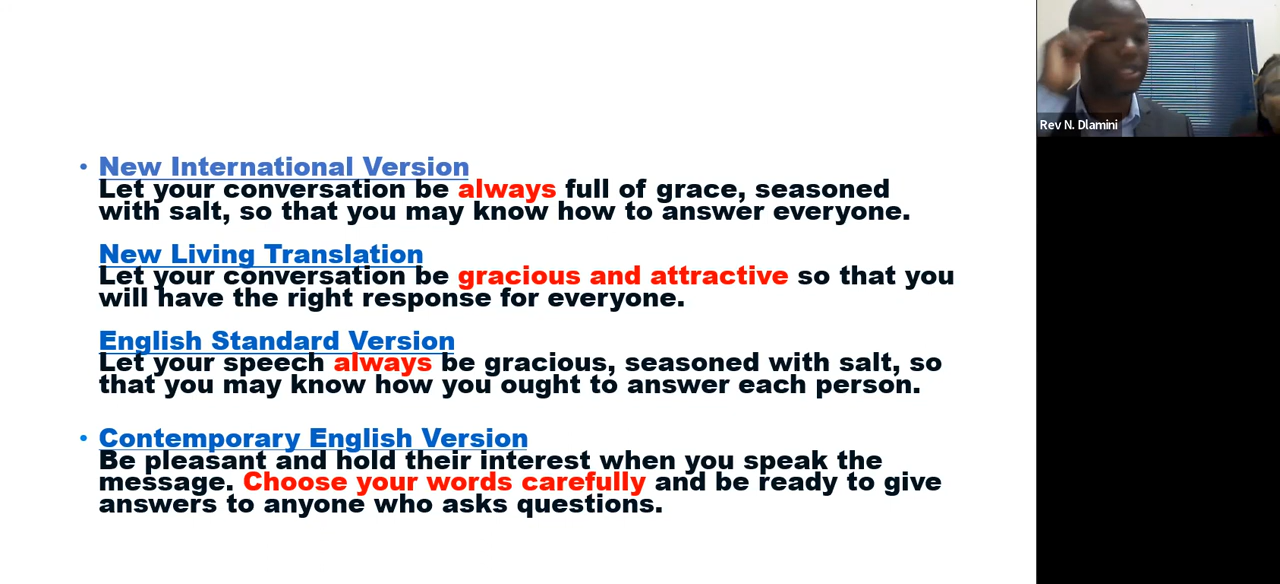 • New International Version
Let your conversation be always full of grace, seasoned
with salt, so that you may know how to answer everyone.
New Living Translation
Let your conversation be gracious and attractive so that you
will have the right response for everyone.
English Standard Version
Let your speech always be gracious, seasoned with salt, so
that you may know how you ought to answer each person.
• Contemporary English Version
Be pleasant and hold their interest when you speak the
message. Choose your words carefully and be ready to give
answers to anyone who asks questions.
Rev N. Dlamini